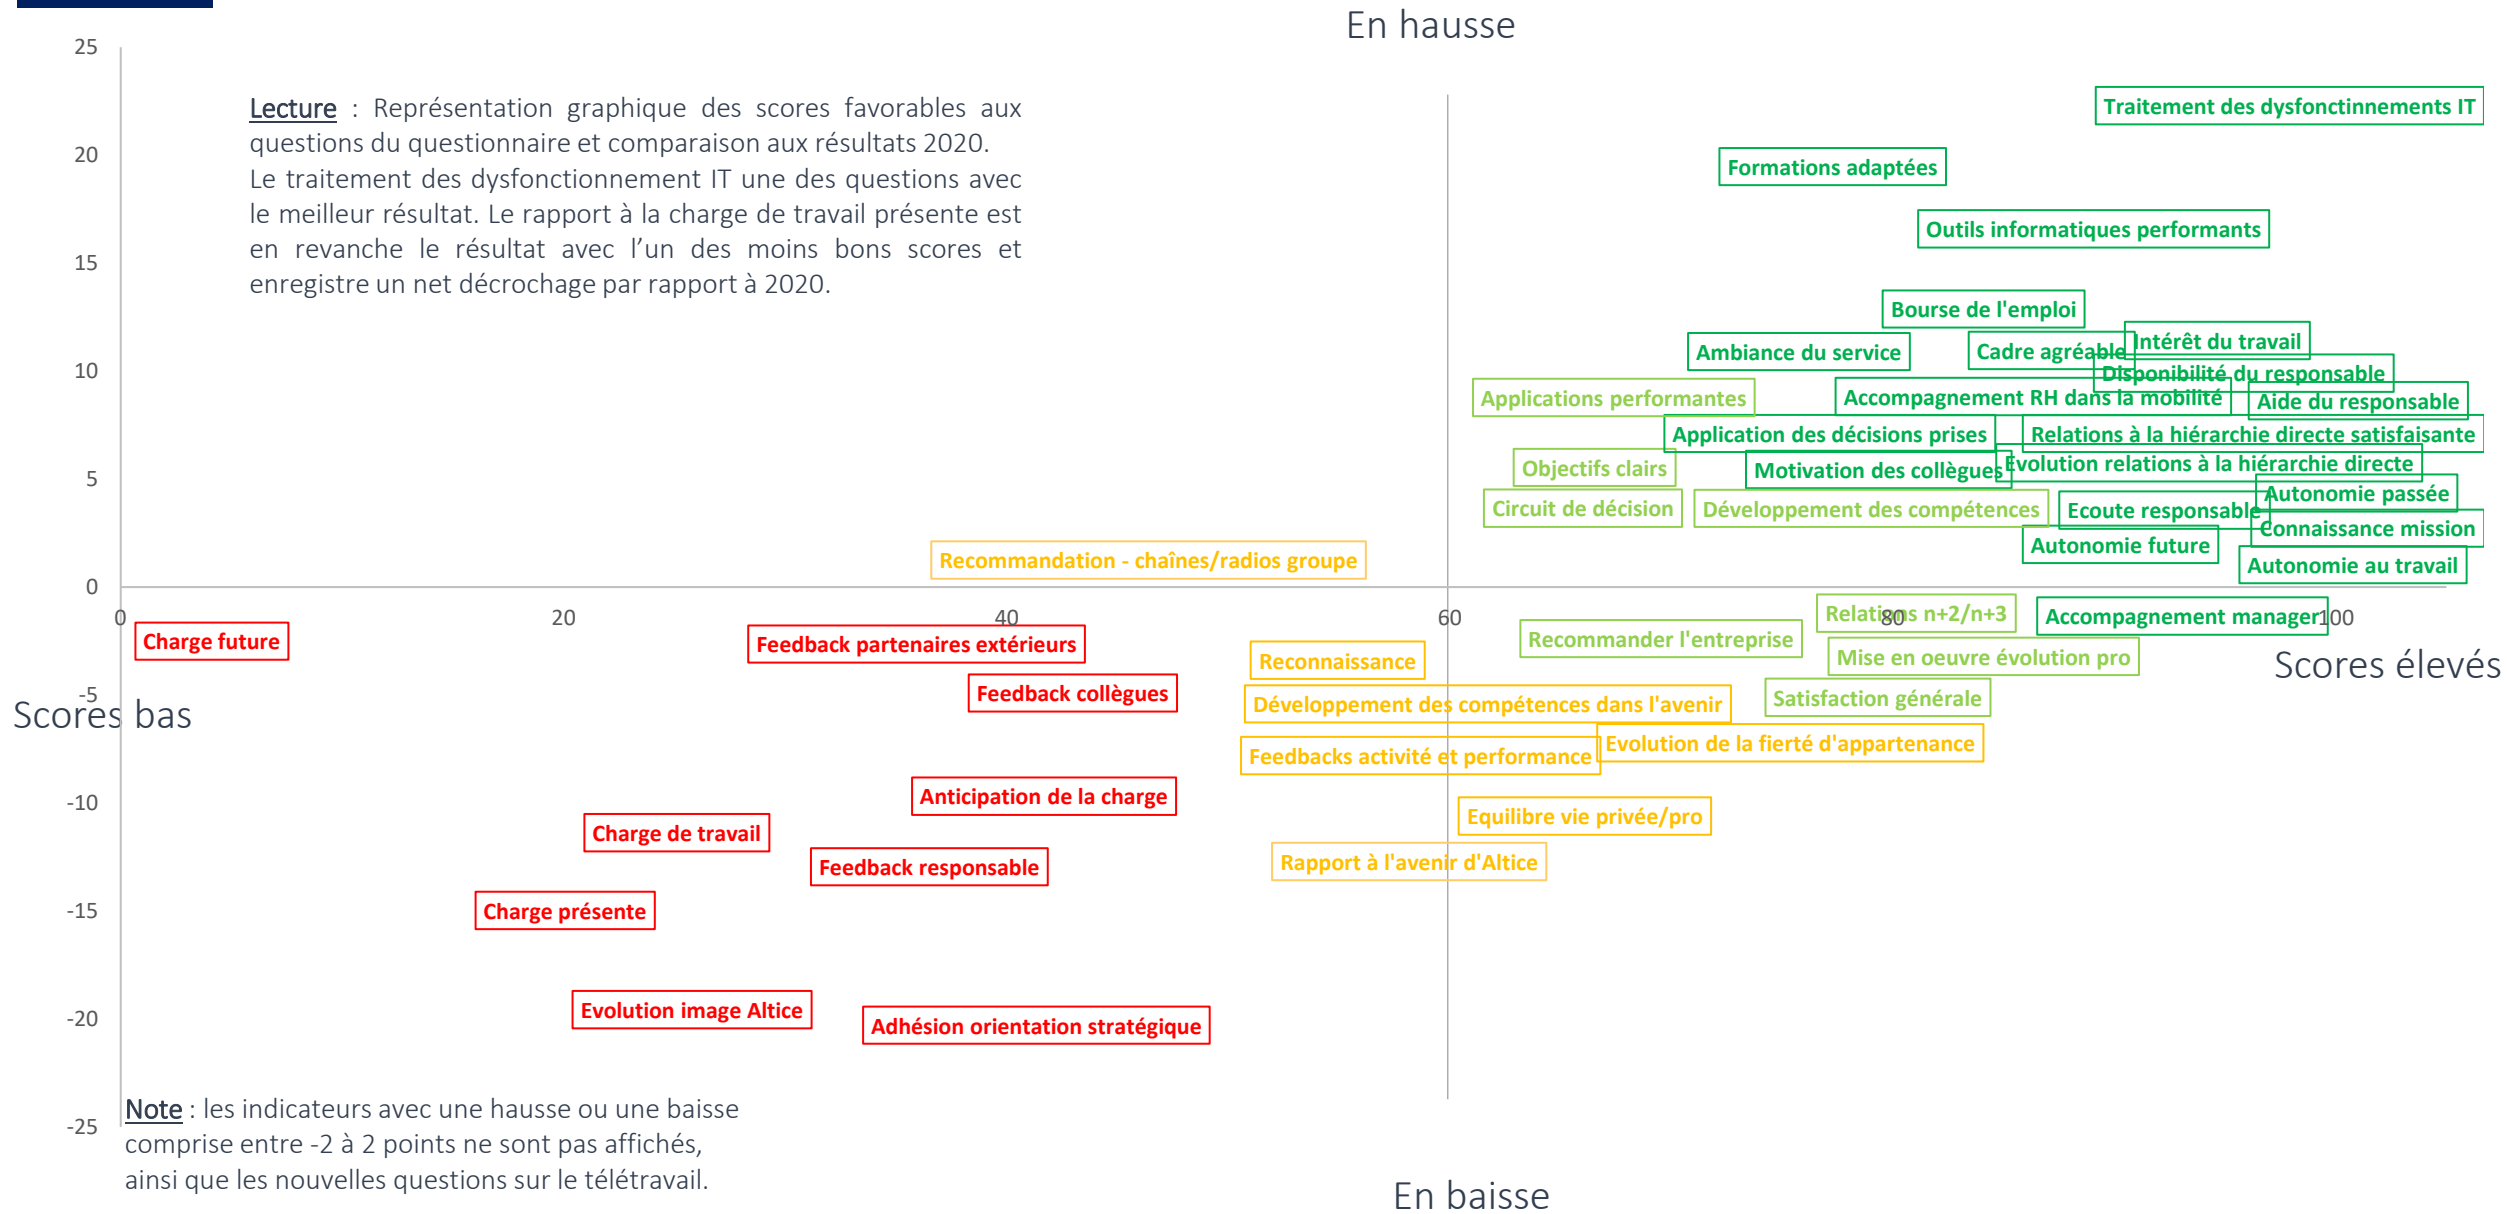 En hausse
25
Lecture : Représentation graphique des scores favorables aux
questions du questionnaire et comparaison aux résultats 2020.
Le traitement des dysfonctionnement IT une des questions avec
le meilleur résultat. Le rapport à la charge de travail présente est
en revanche le résultat avec l'un des moins bons scores et
enregistre un net décrochage par rapport à 2020.
Traitement des dysfonctinnements IT
20
Formations adaptées
Outils informatiques performants
15
Bourse de l'emploi
Intérêt du travail
Ambiance du service
Cadre agréable
10
Disponibilité du responsable
Applications performantes
Accompagnement RH dans la mobilité
Aide du responsable
Application des décisions prises
Relations à la hiérarchie directe satisfaisante
5
Objectifs clairs
Motivation des collègues
Evolution relations à la hiérarchie directe
Autonomie passée
Circuit de décision
Développement des compétences
Ecoute responsable
Connaissance mission
Autonomie future
Recommandation - chaînes/radios groupe
Autonomie au travail
0
0
20
40
60
80
100
Relations n+2/n+3
Accompagnement manager
Charge future
Feedback partenaires extérieurs
Recommander l'entreprise
Reconnaissance
Mise en oeuvre évolution pro
Scores élevés
-5
Feedback collègues
Développement des compétences dans l'avenir
Satisfaction générale
Scores bas
Feedbacks activité et performance
Evolution de la fierté d'appartenance
-10
Anticipation de la charge
Equilibre vie privée/pro
Charge de travail
Feedback responsable
Rapport à l'avenir d'Altice
-15
Charge présente
-20
Evolution image Altice
Adhésion orientation stratégique
-25
Note : les indicateurs avec une hausse ou une baisse
comprise entre -2 à 2 points ne sont pas affichés,
ainsi que les nouvelles questions sur le télétravail.
En baisse